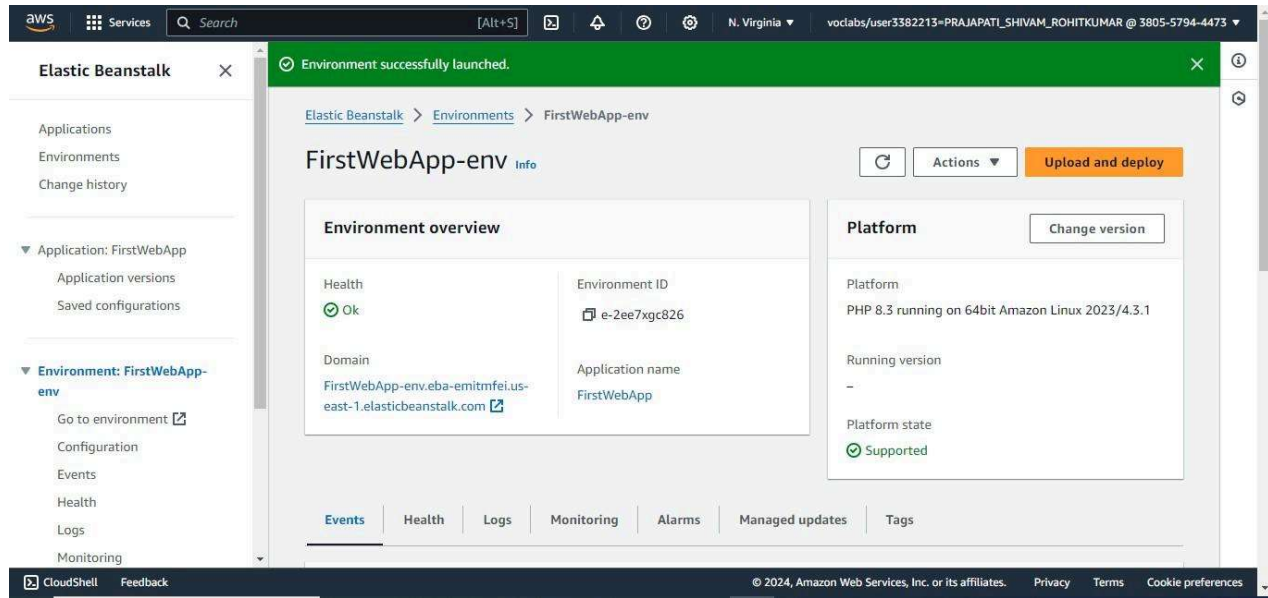 aws Services Search [Alt+S] N. Virginia voclabs/user3382213=PRAJAPATI_SHIVAM_ROHITKUMAR @ 3805-5794-4473
Elastic Beanstalk
Applications
Environments
Change history
Application: FirstWebApp
Application versions
Saved configurations
Environment: FirstWebApp-
env
Go to environment
Configuration
Events
Health
Logs
Monitoring
Environment successfully launched.
Elastic Beanstalk > Environments > FirstWebApp-env
FirstWebApp-env Info
Actions
Upload and deploy
Environment overview
Health
Ok
Domain
FirstWebApp-env.eba-emitmfei.us-
east-1.elasticbeanstalk.com
Environment ID
e-2ee7xgc826
Application name
FirstWebApp
Platform
Change version
Platform
PHP 8.3 running on 64bit Amazon Linux 2023/4.3.1
Running version
–
Platform state
Supported
Events Health Logs Monitoring Alarms Managed updates Tags
CloudShell Feedback © 2024, Amazon Web Services, Inc. or its affiliates. Privacy Terms Cookie preferences